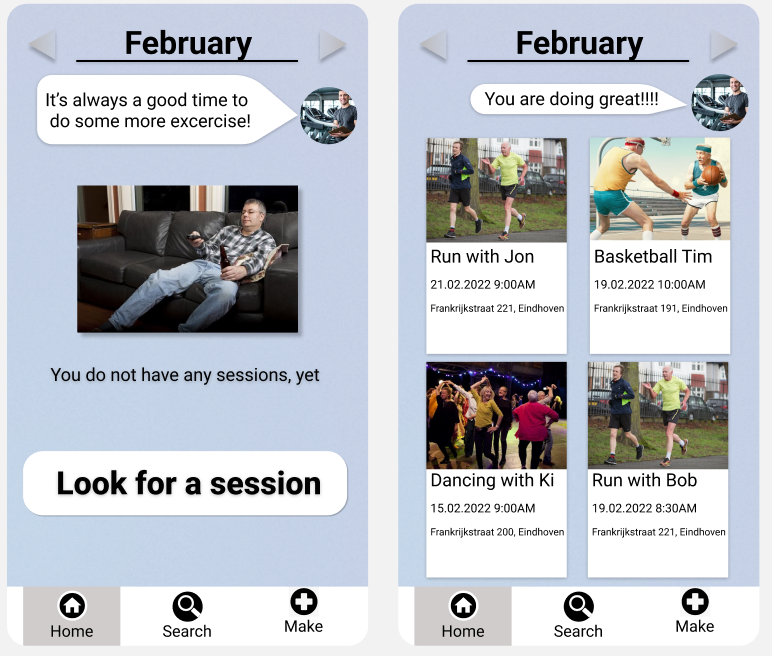 February
It's always a good time to
do some more excercise!
You do not have any sessions, yet
Look for a session
Home
Search
Make
February
You are doing great!!!!
Run with Jon
21.02.2022 9:00AM
Frankrijkstraat 221, Eindhoven
Basketball Tim
19.02.2022 10:00AM
Frankrijkstraat 191, Eindhoven
Dancing with Ki
15.02.2022 9:00AM
Frankrijkstraat 200, Eindhoven
Run with Bob
19.02.2022 8:30AM
Frankrijkstraat 221, Eindhoven
Home
Search
Make